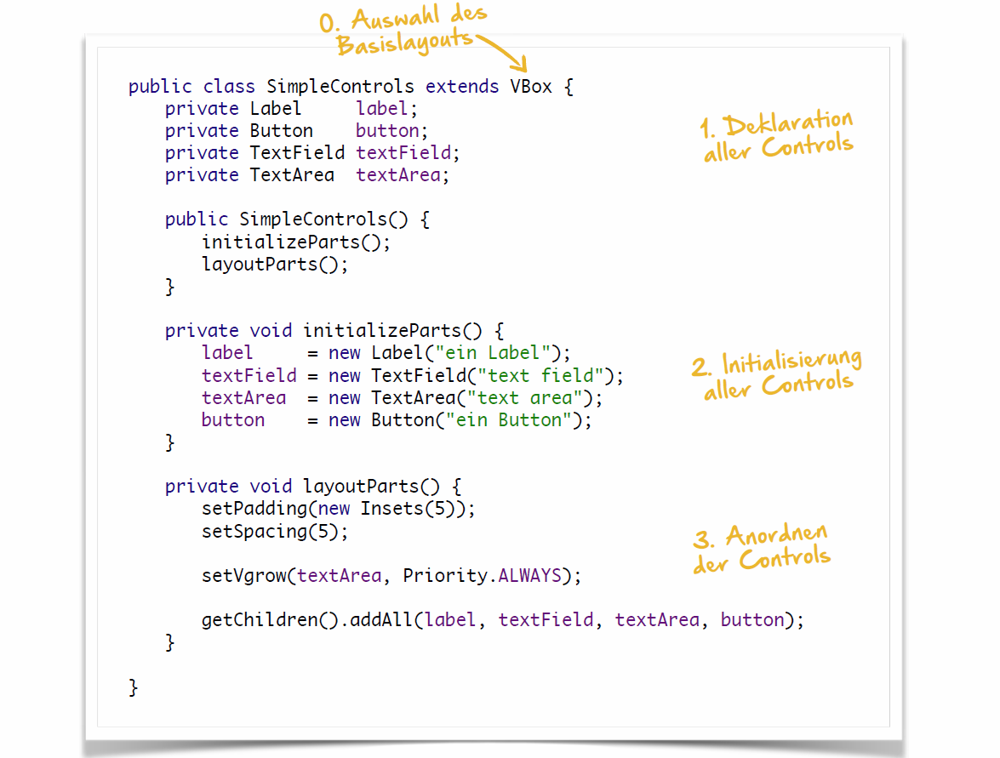 0. Auswahl des
Basislayouts
public class SimpleControls extends VBox {
private Label label;
private Button button;
private TextField textField;
private TextArea textArea;
1. Deklaration
aller Controls
public SimpleControls() {
initializeParts();
layoutParts();
}
private void initializeParts() {
label = new Label("ein Label");
textField = new TextField("text field");
textArea = new TextArea("text area");
button = new Button("ein Button");
}
2. Initialisierung
aller Controls
private void layoutParts() {
setPadding(new Insets(5));
setSpacing(5);
setVgrow(textArea, Priority.ALWAYS);
getChildren().addAll(label, textField, textArea, button);
}
3. Anordnen
der Controls
}